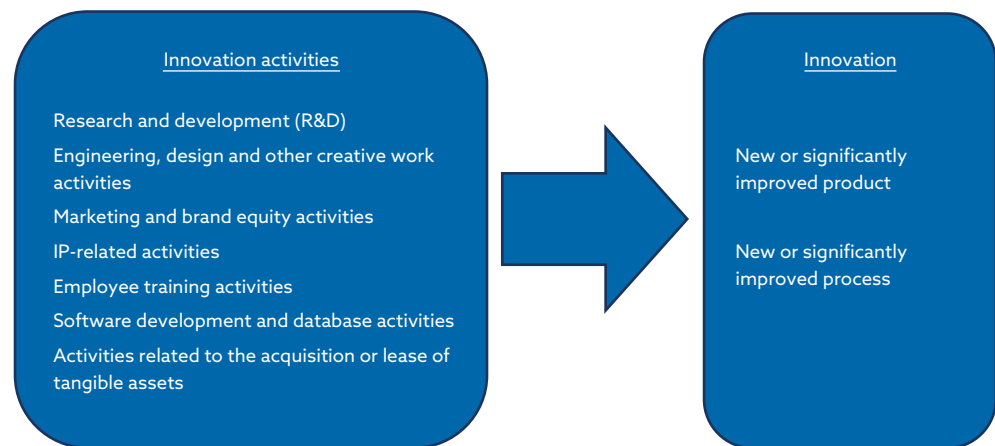 Innovation activities
Research and development (R&D)
Engineering, design and other creative work
activities
Marketing and brand equity activities
IP-related activities
Employee training activities
Software development and database activities
Activities related to the acquisition or lease of
tangible assets
Innovation
New or significantly
improved product
New or significantly
improved process